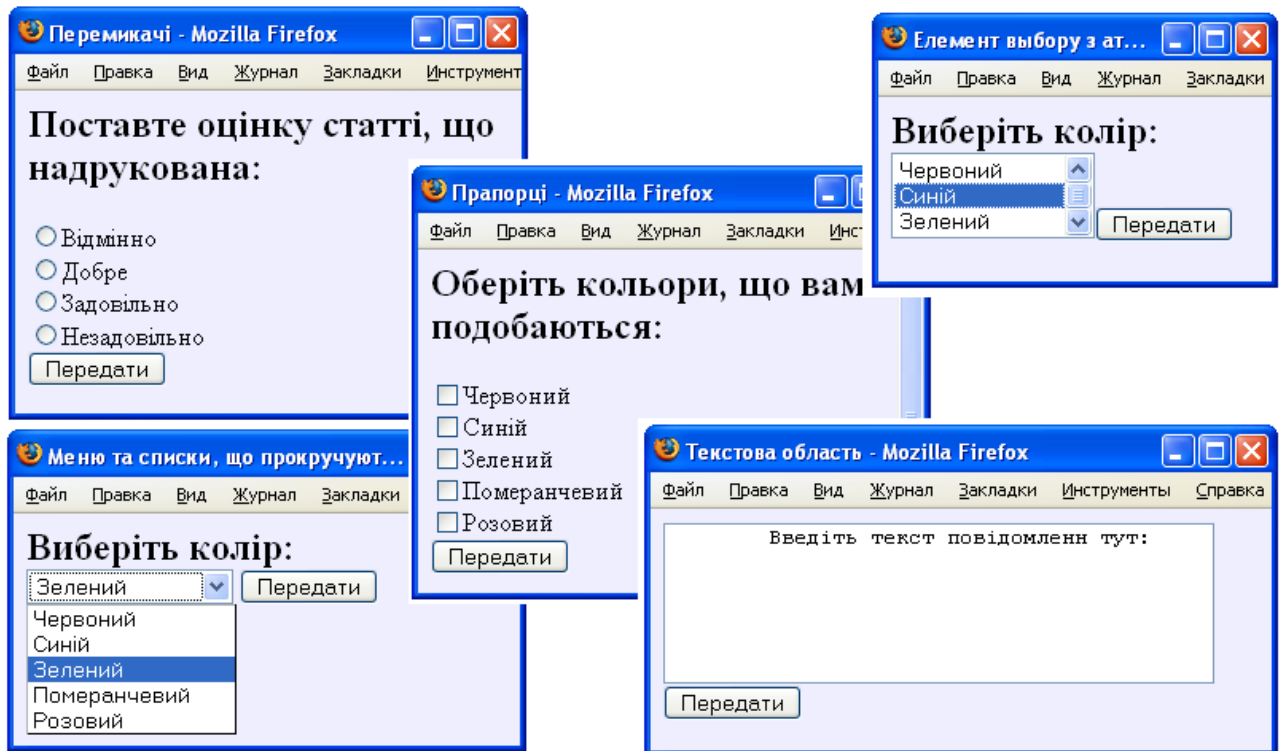 Перемикачі - Mozilla Firefox
Файл Правка Вид Журнал Закладки Инструмент
Поставте оцінку статті, що
надрукована:
Відмінно
Добре
Задовільно
Незадовільно
Передати
Прапорці - Mozilla Firefox
Файл Правка Вид Журнал Закладки Инс
Оберіть кольори, що вам
подобаються:
Червоний
Синій
Зелений
Померанчевий
Розовий
Передати
Елемент выбору з ат...
Файл Правка Вид Журнал Закладки
Виберіть колір:
Червоний
Синій
Зелений
Передати
Меню та списки, що прокручуют...
Файл Правка Вид Журнал Закладки
Виберіть колір:
Зелений Передати
Червоний
Синій
Зелений
Померанчевий
Розовий
Текстова область - Mozilla Firefox
Файл Правка Вид Журнал Закладки Инструменты Справка
Введіть текст повідомленн тут:
Передати